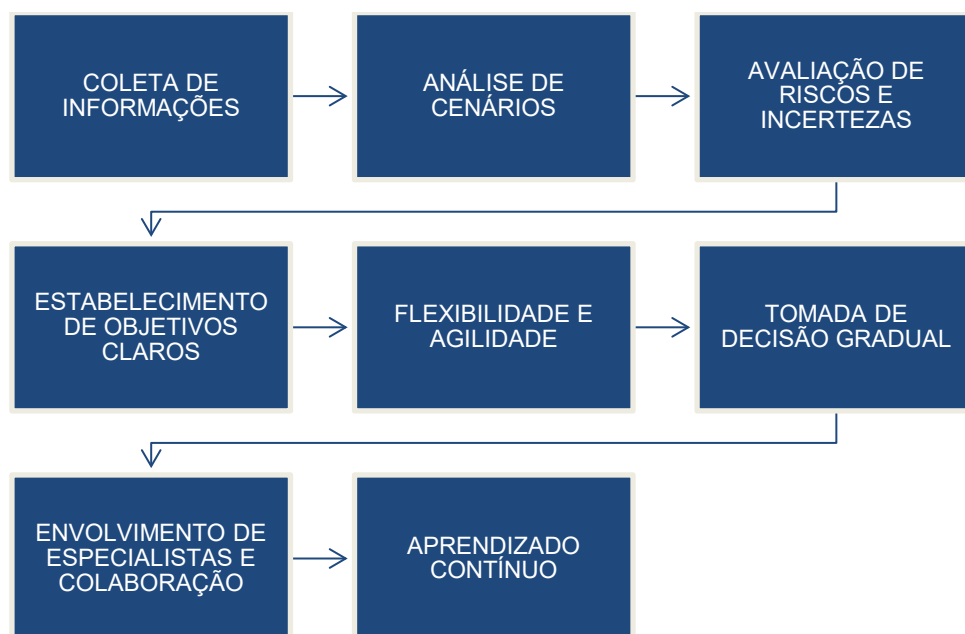 COLETA DE
INFORMAÇÕES
ANÁLISE DE
CENÁRIOS
AVALIAÇÃO DE
RISCOS E
INCERTEZAS
ESTABELECIMENTO
DE OBJETIVOS
CLAROS
FLEXIBILIDADE E
AGILIDADE
TOMADA DE
DECISÃO GRADUAL
ENVOLVIMENTO DE
ESPECIALISTAS E
COLABORAÇÃO
APRENDIZADO
CONTÍNUO